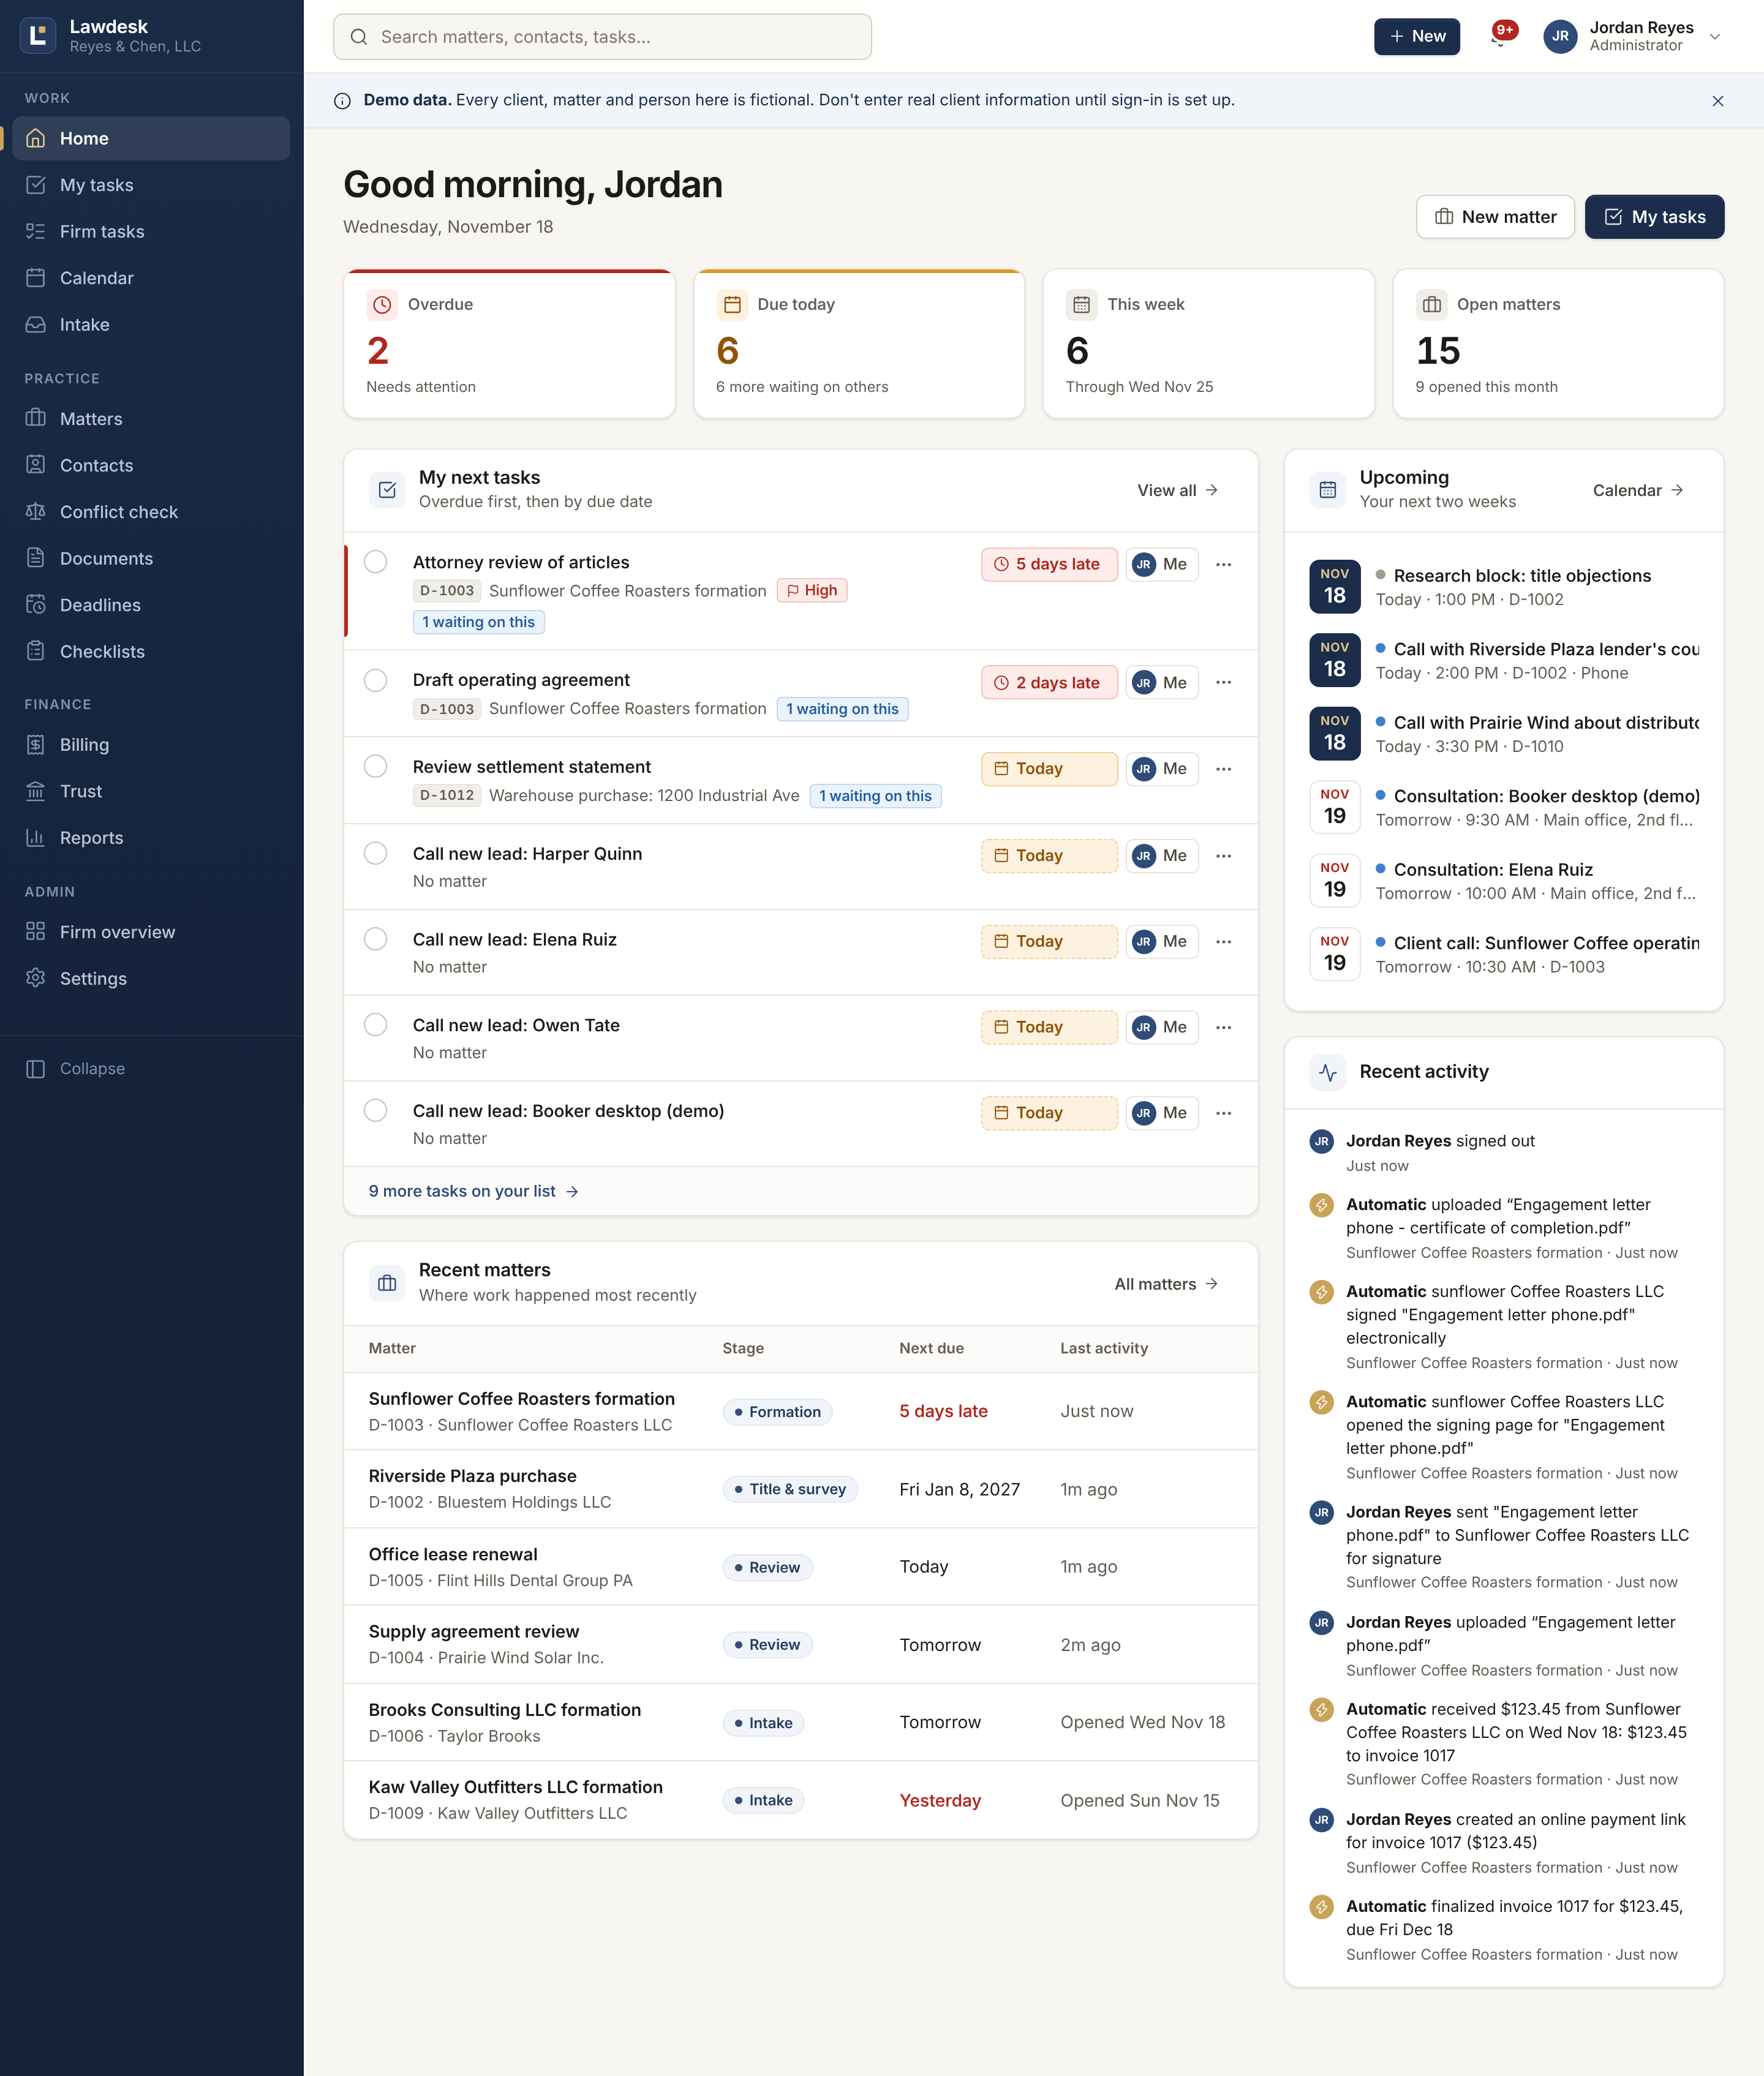 Lawdesk
Reyes & Chen, LLC
WORK
Home
My tasks
Firm tasks
Calendar
Intake
PRACTICE
Matters
Contacts
Conflict check
Documents
Deadlines
Checklists
FINANCE
Billing
Trust
Reports
ADMIN
Firm overview
Settings
Collapse
Search matters, contacts, tasks...
New
9+
JR
Jordan Reyes
Administrator
Demo data. Every client, matter and person here is fictional. Don't enter real client information until sign-in is set up.
Good morning, Jordan
Wednesday, November 18
New matter
My tasks
Overdue
2
Needs attention
Due today
6
6 more waiting on others
This week
6
Through Wed Nov 25
Open matters
15
9 opened this month
My next tasks
Overdue first, then by due date
View all
Attorney review of articles
D-1003 Sunflower Coffee Roasters formation High
1 waiting on this
5 days late
JR Me
Draft operating agreement
D-1003 Sunflower Coffee Roasters formation 1 waiting on this
2 days late
JR Me
Review settlement statement
D-1012 Warehouse purchase: 1200 Industrial Ave 1 waiting on this
Today
JR Me
Call new lead: Harper Quinn
No matter
Today
JR Me
Call new lead: Elena Ruiz
No matter
Today
JR Me
Call new lead: Owen Tate
No matter
Today
JR Me
Call new lead: Booker desktop (demo)
No matter
Today
JR Me
9 more tasks on your list
Recent matters
Where work happened most recently
All matters
Matter Stage Next due Last activity
Sunflower Coffee Roasters formation
D-1003 · Sunflower Coffee Roasters LLC
Formation
5 days late
Just now
Riverside Plaza purchase
D-1002 · Bluestem Holdings LLC
Title & survey
Fri Jan 8, 2027
1m ago
Office lease renewal
D-1005 · Flint Hills Dental Group PA
Review
Today
1m ago
Supply agreement review
D-1004 · Prairie Wind Solar Inc.
Review
Tomorrow
2m ago
Brooks Consulting LLC formation
D-1006 · Taylor Brooks
Intake
Tomorrow
Opened Wed Nov 18
Kaw Valley Outfitters LLC formation
D-1009 · Kaw Valley Outfitters LLC
Intake
Yesterday
Opened Sun Nov 15
Upcoming
Your next two weeks
Calendar
NOV
18
Research block: title objections
Today · 1:00 PM · D-1002
NOV
18
Call with Riverside Plaza lender's cou
Today · 2:00 PM · D-1002 · Phone
NOV
18
Call with Prairie Wind about distributo
Today · 3:30 PM · D-1010
NOV
19
Consultation: Booker desktop (demo)
Tomorrow · 9:30 AM · Main office, 2nd fl...
NOV
19
Consultation: Elena Ruiz
Tomorrow · 10:00 AM · Main office, 2nd f...
NOV
19
Client call: Sunflower Coffee operatin
Tomorrow · 10:30 AM · D-1003
Recent activity
JR
Jordan Reyes signed out
Just now
Automatic uploaded “Engagement letter
phone - certificate of completion.pdf”
Sunflower Coffee Roasters formation · Just now
Automatic sunflower Coffee Roasters LLC
signed "Engagement letter phone.pdf"
electronically
Sunflower Coffee Roasters formation · Just now
Automatic sunflower Coffee Roasters LLC
opened the signing page for "Engagement
letter phone.pdf"
Sunflower Coffee Roasters formation · Just now
JR
Jordan Reyes sent "Engagement letter
phone.pdf" to Sunflower Coffee Roasters LLC
for signature
Sunflower Coffee Roasters formation · Just now
JR
Jordan Reyes uploaded “Engagement letter
phone.pdf”
Sunflower Coffee Roasters formation · Just now
Automatic received $123.45 from Sunflower
Coffee Roasters LLC on Wed Nov 18: $123.45
to invoice 1017
Sunflower Coffee Roasters formation · Just now
JR
Jordan Reyes created an online payment link
for invoice 1017 ($123.45)
Sunflower Coffee Roasters formation · Just now
Automatic finalized invoice 1017 for $123.45,
due Fri Dec 18
Sunflower Coffee Roasters formation · Just now